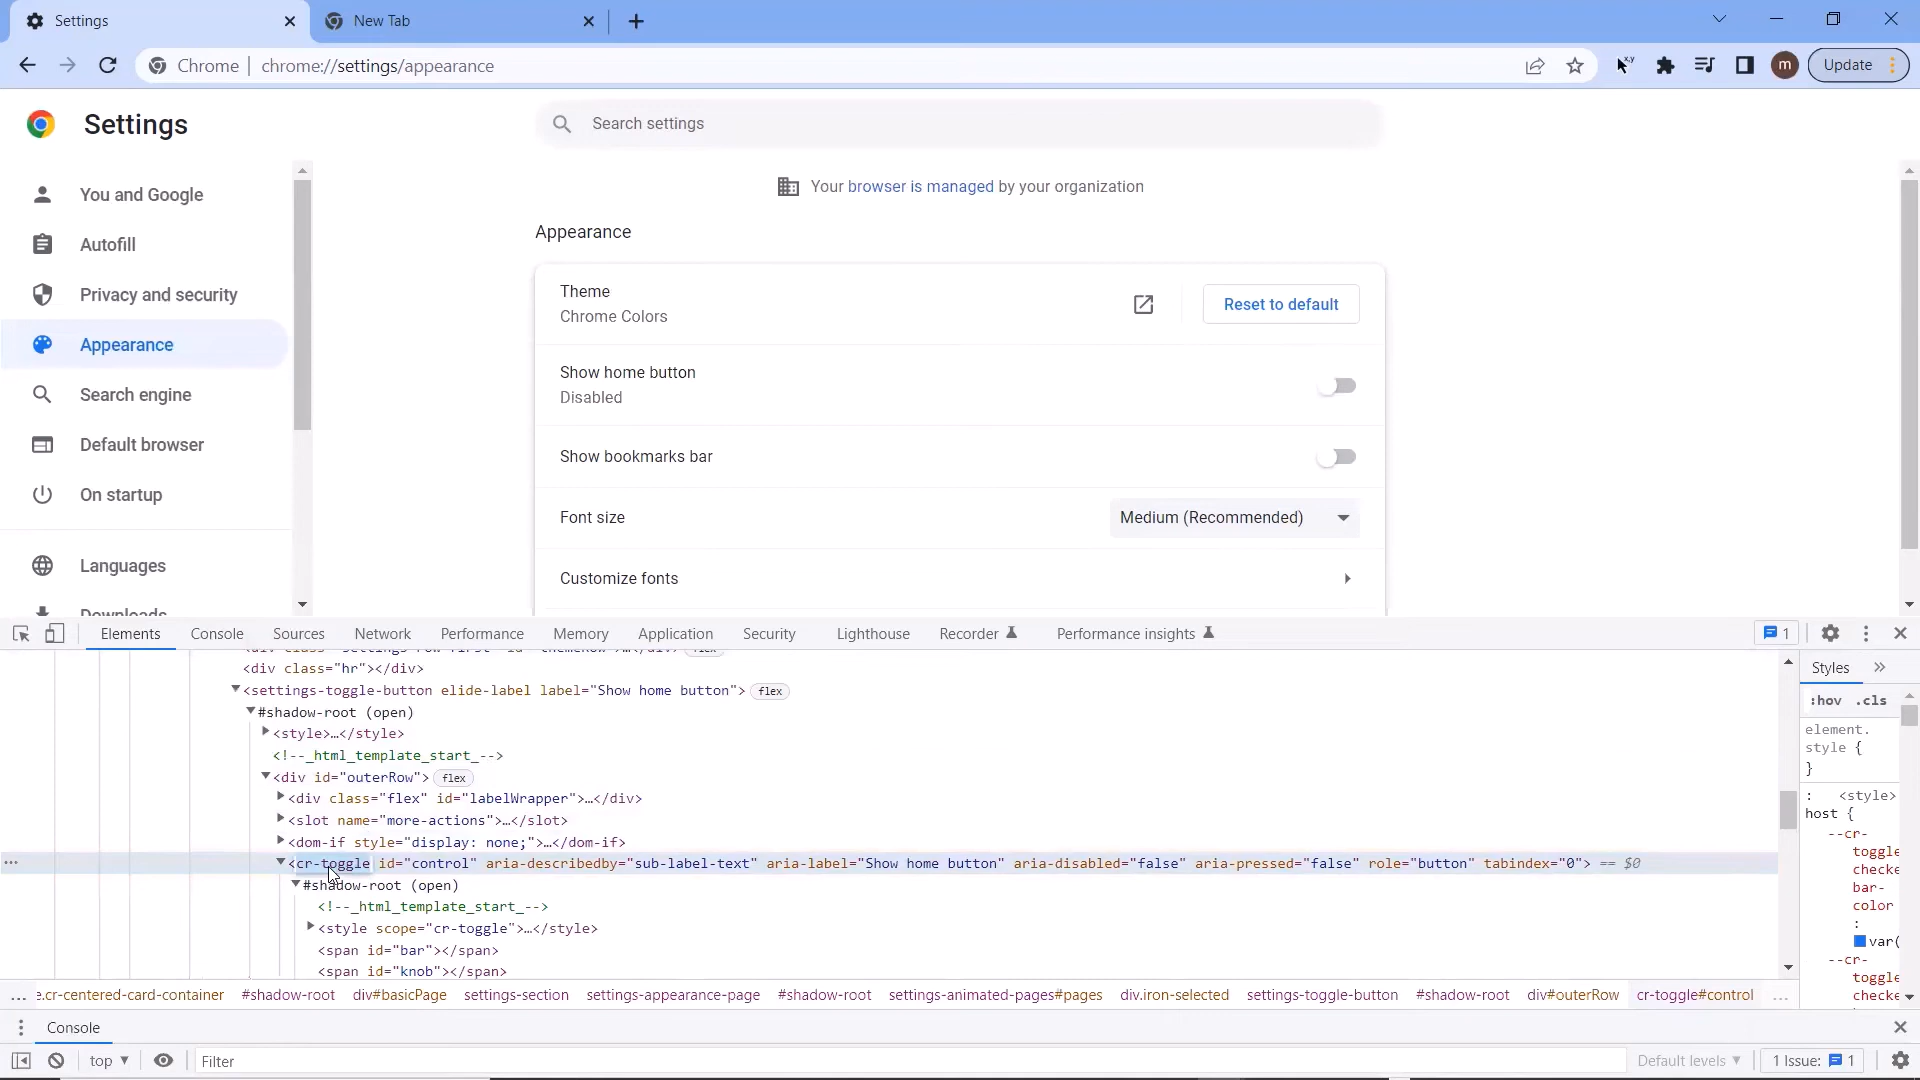 Settings
New Tab
Chrome | chrome://settings/appearance
x,y
m
Update
Settings
Search settings
You and Google
Autofill
Privacy and security
Appearance
Search engine
Default browser
On startup
Languages
Downloads
Your browser is managed by your organization
Appearance
Theme
Chrome Colors
Reset to default
Show home button
Disabled
Show bookmarks bar
Font size
Medium (Recommended)
Customize fonts
Elements Console Sources Network Performance Memory Application Security Lighthouse Recorder Performance insights 1
<div class="hr"></div>
<settings-toggle-button elide-label label="Show home button"> flex
#shadow-root (open)
<style>…</style>
<!--_html_template_start_-->
<div id="outerRow"> flex
<div class="flex" id="labelWrapper">…</div>
<slot name="more-actions">…</slot>
<dom-if style="display: none;">…</dom-if>
<cr-toggle id="control" aria-describedby="sub-label-text" aria-label="Show home button" aria-disabled="false" aria-pressed="false" role="button" tabindex="0"> == $0
#shadow-root (open)
<!--_html_template_start_-->
<style scope="cr-toggle">…</style>
<span id="bar"></span>
<span id="knob"></span>
Styles »
:hov .cls
element.
style {
}
: <style>
host {
--cr-
toggle
checke
bar-
color
:
var(
--cr-
toggle
checke
... e.cr-centered-card-container #shadow-root div#basicPage settings-section settings-appearance-page #shadow-root settings-animated-pages#pages div.iron-selected settings-toggle-button #shadow-root div#outerRow cr-toggle#control ...
Console
top ▼ Filter Default levels ▼ 1 Issue: 1